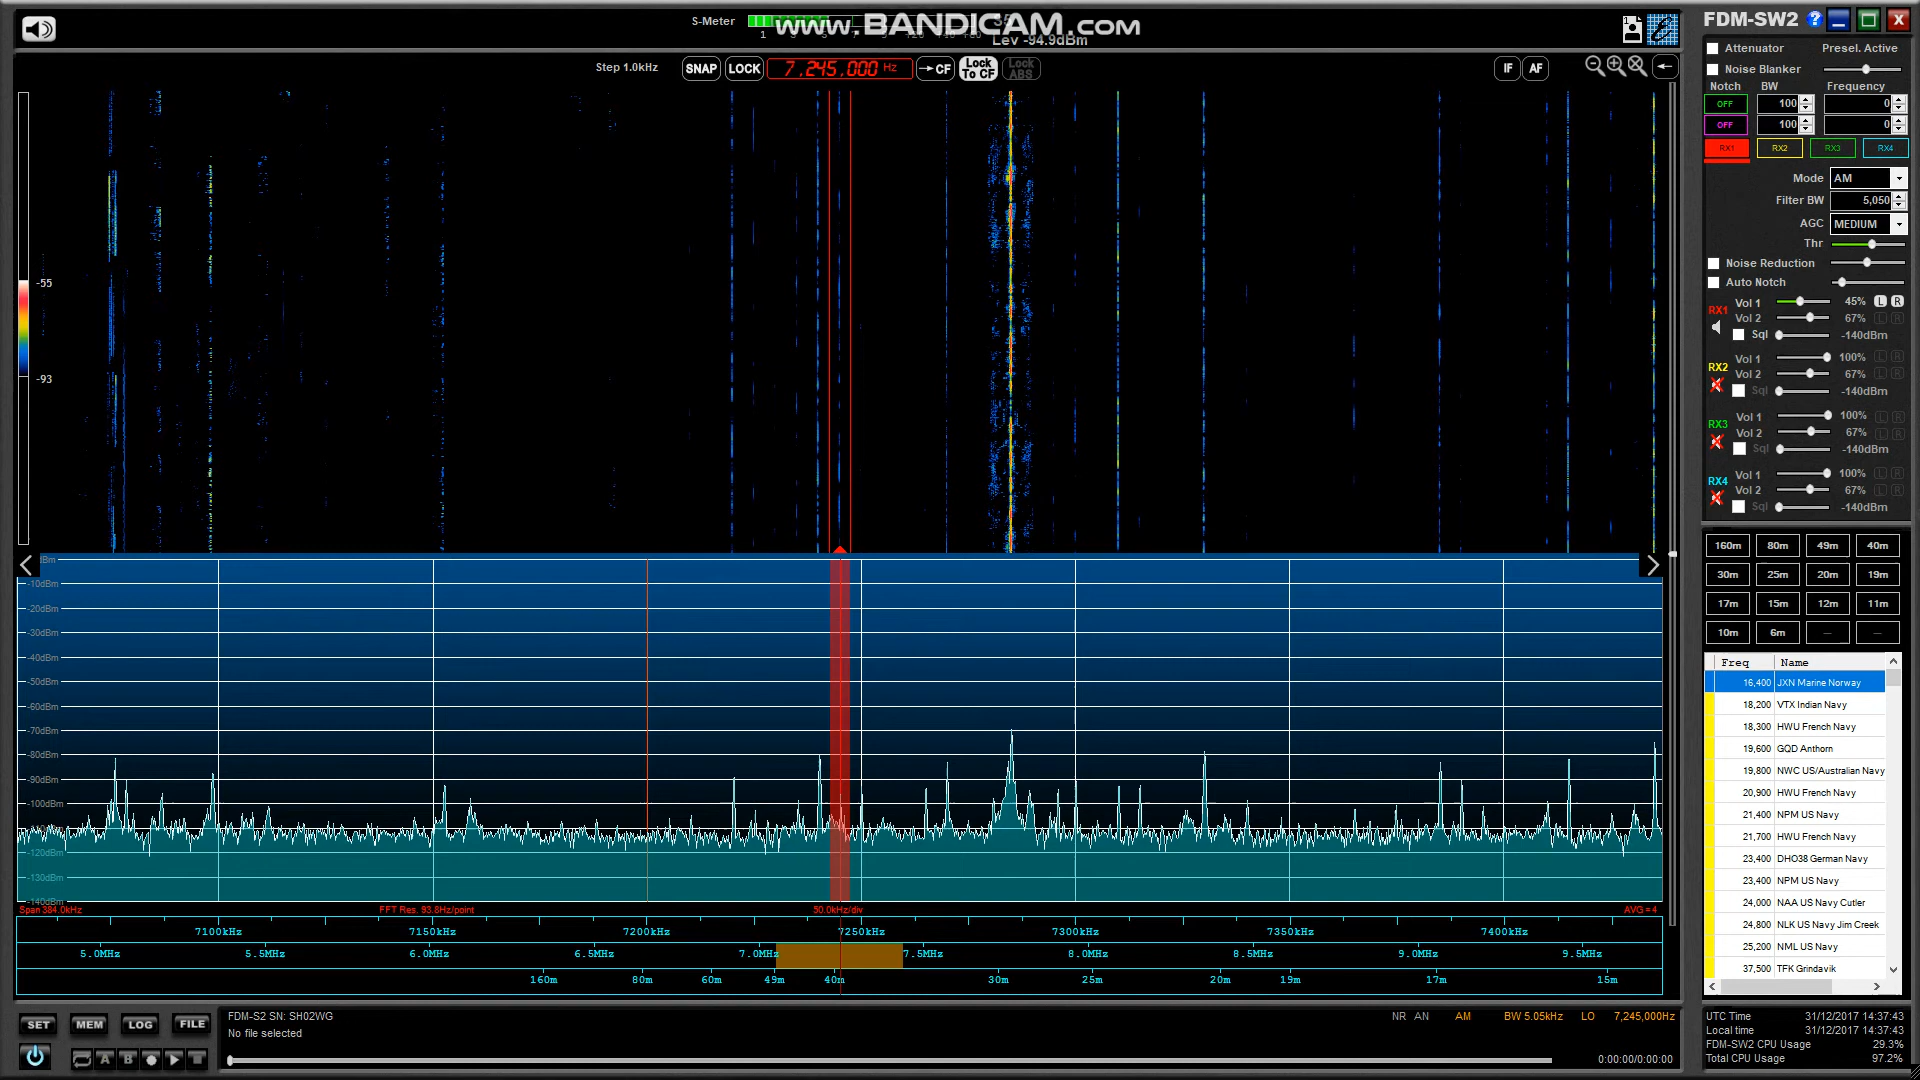 S-Meter
www.BANDICAM.com
Lev -94.9dBm
FDM-SW2
Step 1.0kHz
SNAP
LOCK
7,245,000 Hz
→CF
Lock To CF
Lock ABS
IF
AF
Attenuator
Presel. Active
Noise Blanker
Notch BW Frequency
OFF 100 0
OFF 100 0
RX1 RX2 RX3 RX4
Mode AM
Filter BW 5,050
AGC MEDIUM
Thr
Noise Reduction
Auto Notch
RX1
Vol 1 45% L R
Vol 2 67% L R
Sql -140dBm
RX2
Vol 1 100% L R
Vol 2 67% L R
Sql -140dBm
RX3
Vol 1 100% L R
Vol 2 67% L R
Sql -140dBm
RX4
Vol 1 100% L R
Vol 2 67% L R
Sql -140dBm
-55
-93
160m 80m 49m 40m
30m 25m 20m 19m
17m 15m 12m 11m
10m 6m — —
Freq Name
16,400 JXN Marine Norway
18,200 VTX Indian Navy
18,300 HWU French Navy
19,600 GQD Anthorn
19,800 NWC US/Australian Navy
20,900 HWU French Navy
21,400 NPM US Navy
21,700 HWU French Navy
23,400 DHO38 German Navy
23,400 NPM US Navy
24,000 NAA US Navy Cutler
24,800 NLK US Navy Jim Creek
25,200 NML US Navy
37,500 TFK Grindavik
dBm
-10dBm
-20dBm
-30dBm
-40dBm
-50dBm
-60dBm
-70dBm
-80dBm
-90dBm
-100dBm
-110dBm
-120dBm
-130dBm
-140dBm
Span 384.0kHz
FFT Res. 93.8Hz/point
50.0kHz/div
AVG = 4
7100kHz 7150kHz 7200kHz 7250kHz 7300kHz 7350kHz 7400kHz
5.0MHz 5.5MHz 6.0MHz 6.5MHz 7.0MHz 7.5MHz 8.0MHz 8.5MHz 9.0MHz 9.5MHz
160m 80m 60m 49m 40m 30m 25m 20m 19m 17m 15m
SET MEM LOG FILE
A B
FDM-S2 SN: SH02WG
No file selected
NR AN AM BW 5.05kHz LO 7,245,000Hz
0:00:00/0:00:00
UTC Time 31/12/2017 14:37:43
Local time 31/12/2017 14:37:43
FDM-SW2 CPU Usage 29.3%
Total CPU Usage 97.2%